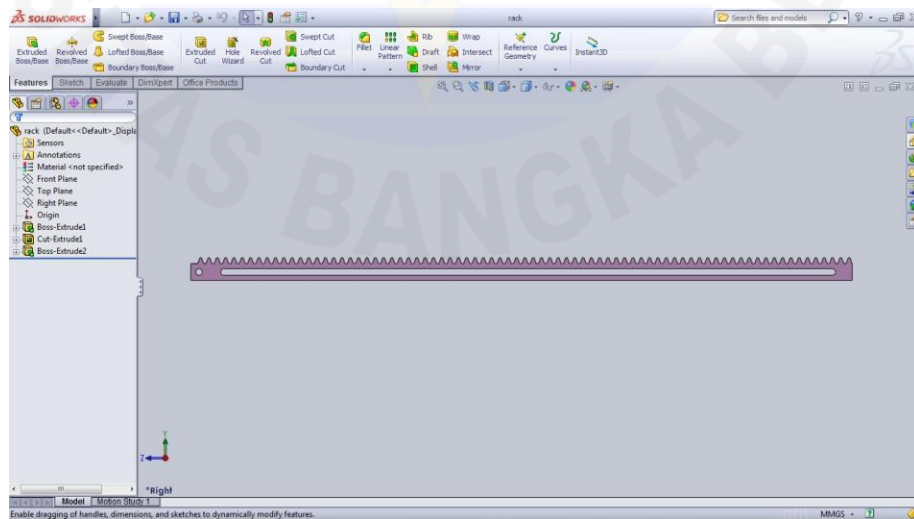 SOLIDWORKS
rack
Search files and models
Extruded Boss/Base
Revolved Boss/Base
Swept Boss/Base
Lofted Boss/Base
Boundary Boss/Base
Extruded Cut
Hole Wizard
Revolved Cut
Swept Cut
Lofted Cut
Boundary Cut
Fillet
Linear Pattern
Rib
Draft
Shell
Wrap
Intersect
Mirror
Reference Geometry
Curves
Instant3D
Features Sketch Evaluate DimXpert Office Products
rack (Default<<Default>_Displa
Sensors
Annotations
Material <not specified>
Front Plane
Top Plane
Right Plane
Origin
Boss-Extrude1
Cut-Extrude1
Boss-Extrude2
AS BANGKA
Y
Z
*Right
Model Motion Study 1
Enable dragging of handles, dimensions, and sketches to dynamically modify features.
MMGS